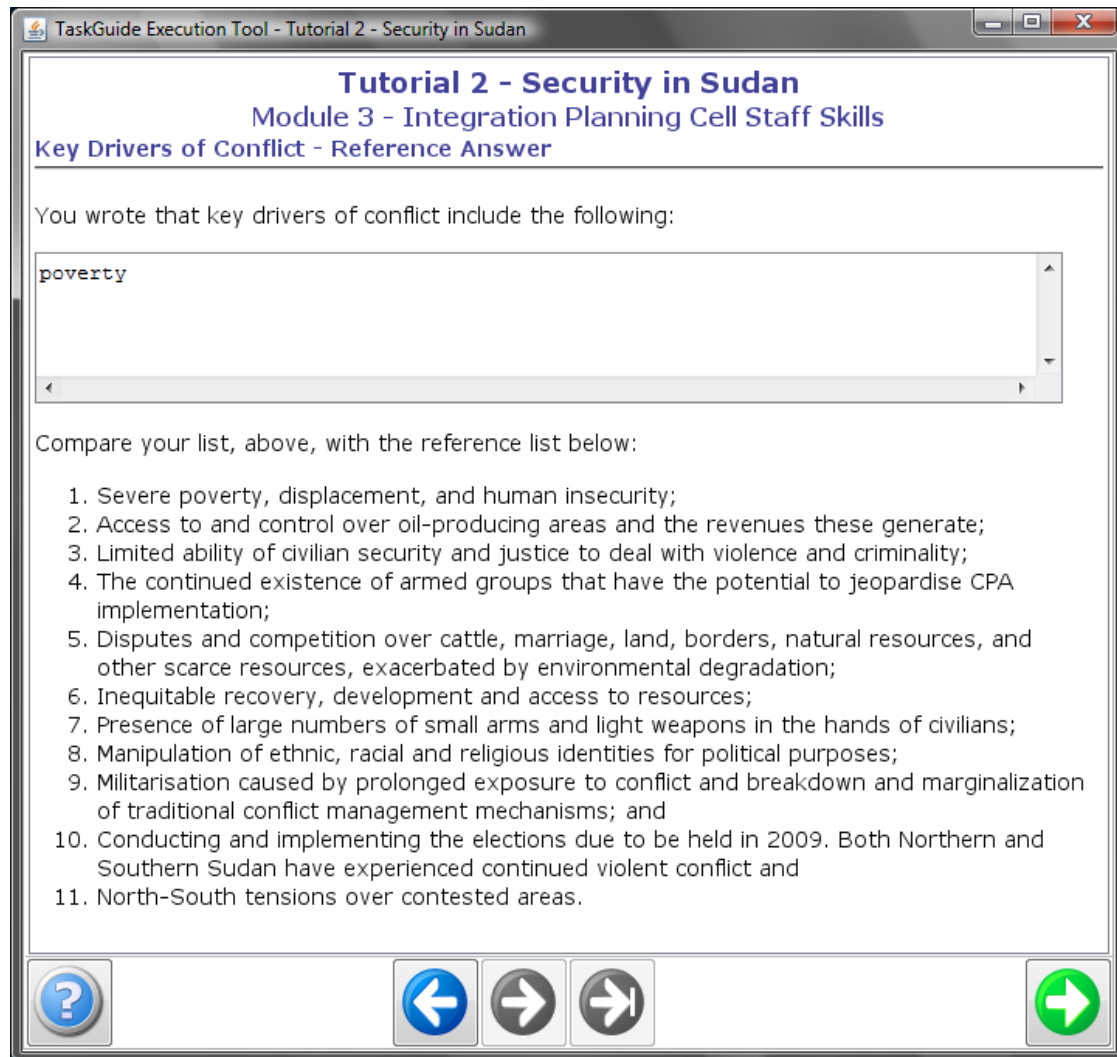 TaskGuide Execution Tool - Tutorial 2 - Security in Sudan
Tutorial 2 - Security in Sudan
Module 3 - Integration Planning Cell Staff Skills
Key Drivers of Conflict - Reference Answer
You wrote that key drivers of conflict include the following:
poverty
Compare your list, above, with the reference list below:
1. Severe poverty, displacement, and human insecurity;
2. Access to and control over oil-producing areas and the revenues these generate;
3. Limited ability of civilian security and justice to deal with violence and criminality;
4. The continued existence of armed groups that have the potential to jeopardise CPA
implementation;
5. Disputes and competition over cattle, marriage, land, borders, natural resources, and
other scarce resources, exacerbated by environmental degradation;
6. Inequitable recovery, development and access to resources;
7. Presence of large numbers of small arms and light weapons in the hands of civilians;
8. Manipulation of ethnic, racial and religious identities for political purposes;
9. Militarisation caused by prolonged exposure to conflict and breakdown and marginalization
of traditional conflict management mechanisms; and
10. Conducting and implementing the elections due to be held in 2009. Both Northern and
Southern Sudan have experienced continued violent conflict and
11. North-South tensions over contested areas.
?